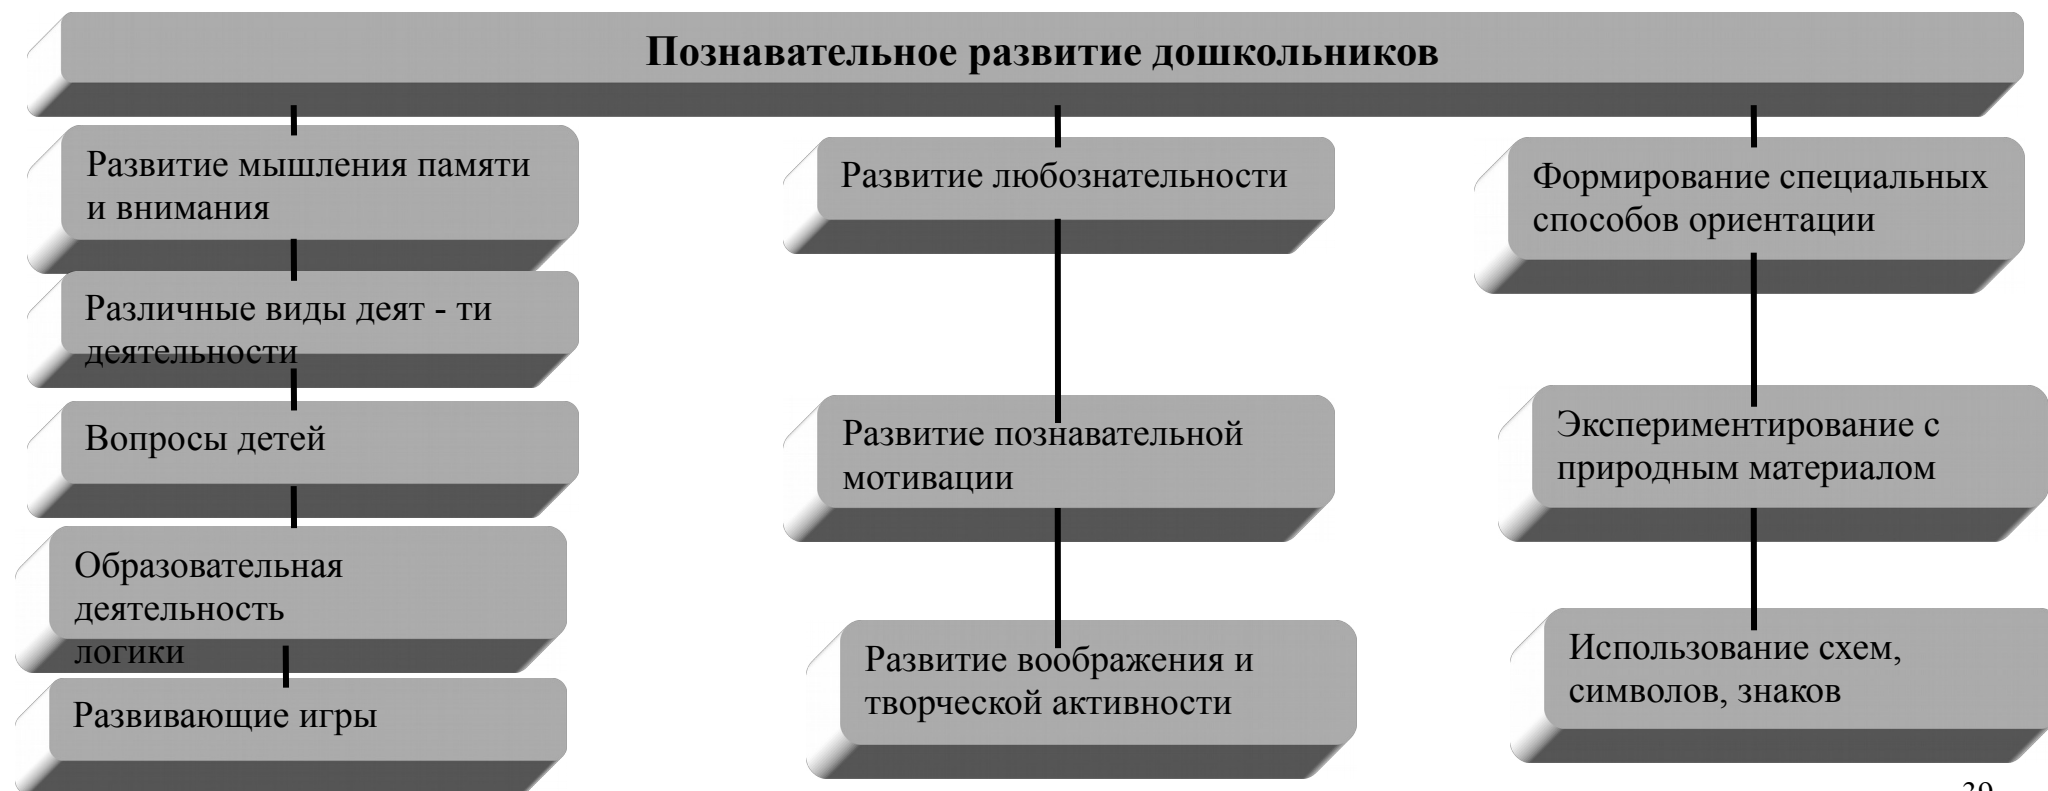 Познавательное развитие дошкольников
Развитие мышления памяти
и внимания
Различные виды деят - ти
деятельности
Вопросы детей
Образовательная
деятельность
логики
Развивающие игры
Развитие любознательности
Развитие познавательной
мотивации
Развитие воображения и
творческой активности
Формирование специальных
способов ориентации
Экспериментирование с
природным материалом
Использование схем,
символов, знаков